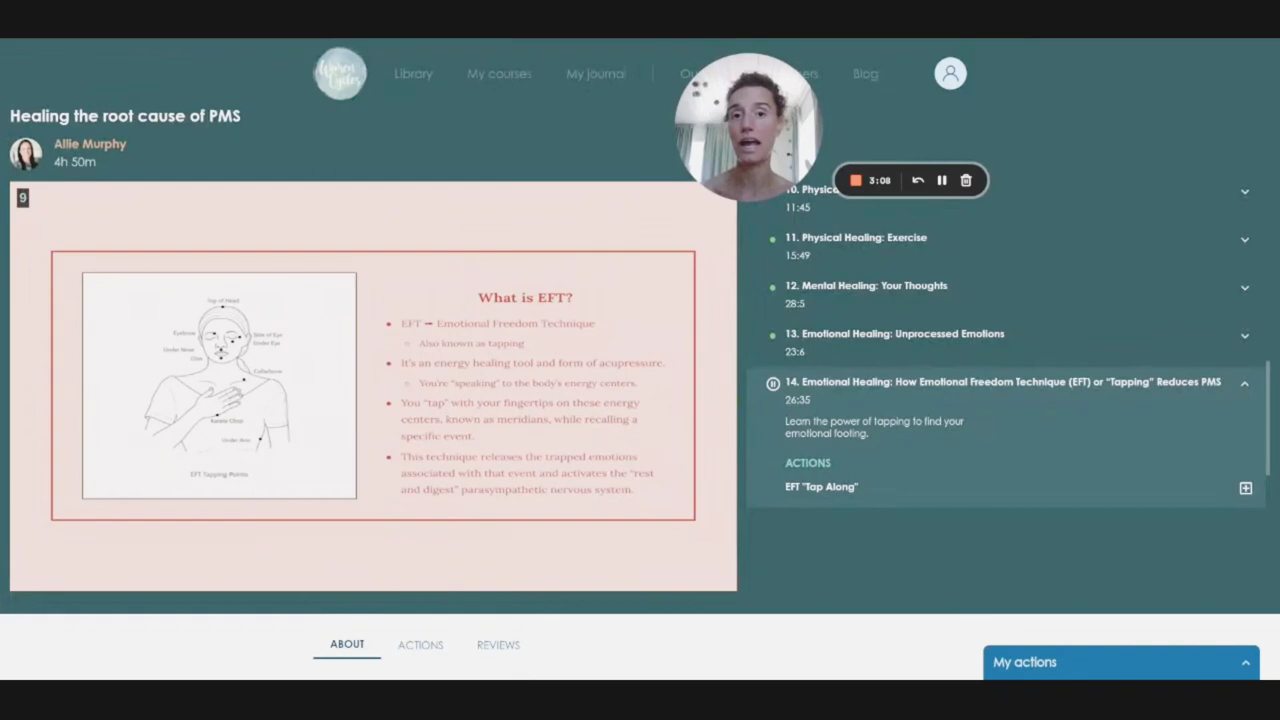 Women Cycles
Library
My courses
My journal
Ou
ers
Blog
Healing the root cause of PMS
Allie Murphy
4h 50m
3:08
9
Top of Head
Eyebrow
Side of Eye
Under Eye
Under Nose
Chin
Collarbone
Karate Chop
Under Arm
EFT Tapping Points
What is EFT?
EFT ➞ Emotional Freedom Technique
Also known as tapping
It's an energy healing tool and form of acupressure.
You're "speaking" to the body's energy centers.
You "tap" with your fingertips on these energy
centers, known as meridians, while recalling a
specific event.
This technique releases the trapped emotions
associated with that event and activates the "rest
and digest" parasympathetic nervous system.
10. Physica
11:45
11. Physical Healing: Exercise
15:49
12. Mental Healing: Your Thoughts
28:5
13. Emotional Healing: Unprocessed Emotions
23:6
14. Emotional Healing: How Emotional Freedom Technique (EFT) or "Tapping" Reduces PMS
26:35
Learn the power of tapping to find your
emotional footing.
ACTIONS
EFT "Tap Along"
ABOUT
ACTIONS
REVIEWS
My actions